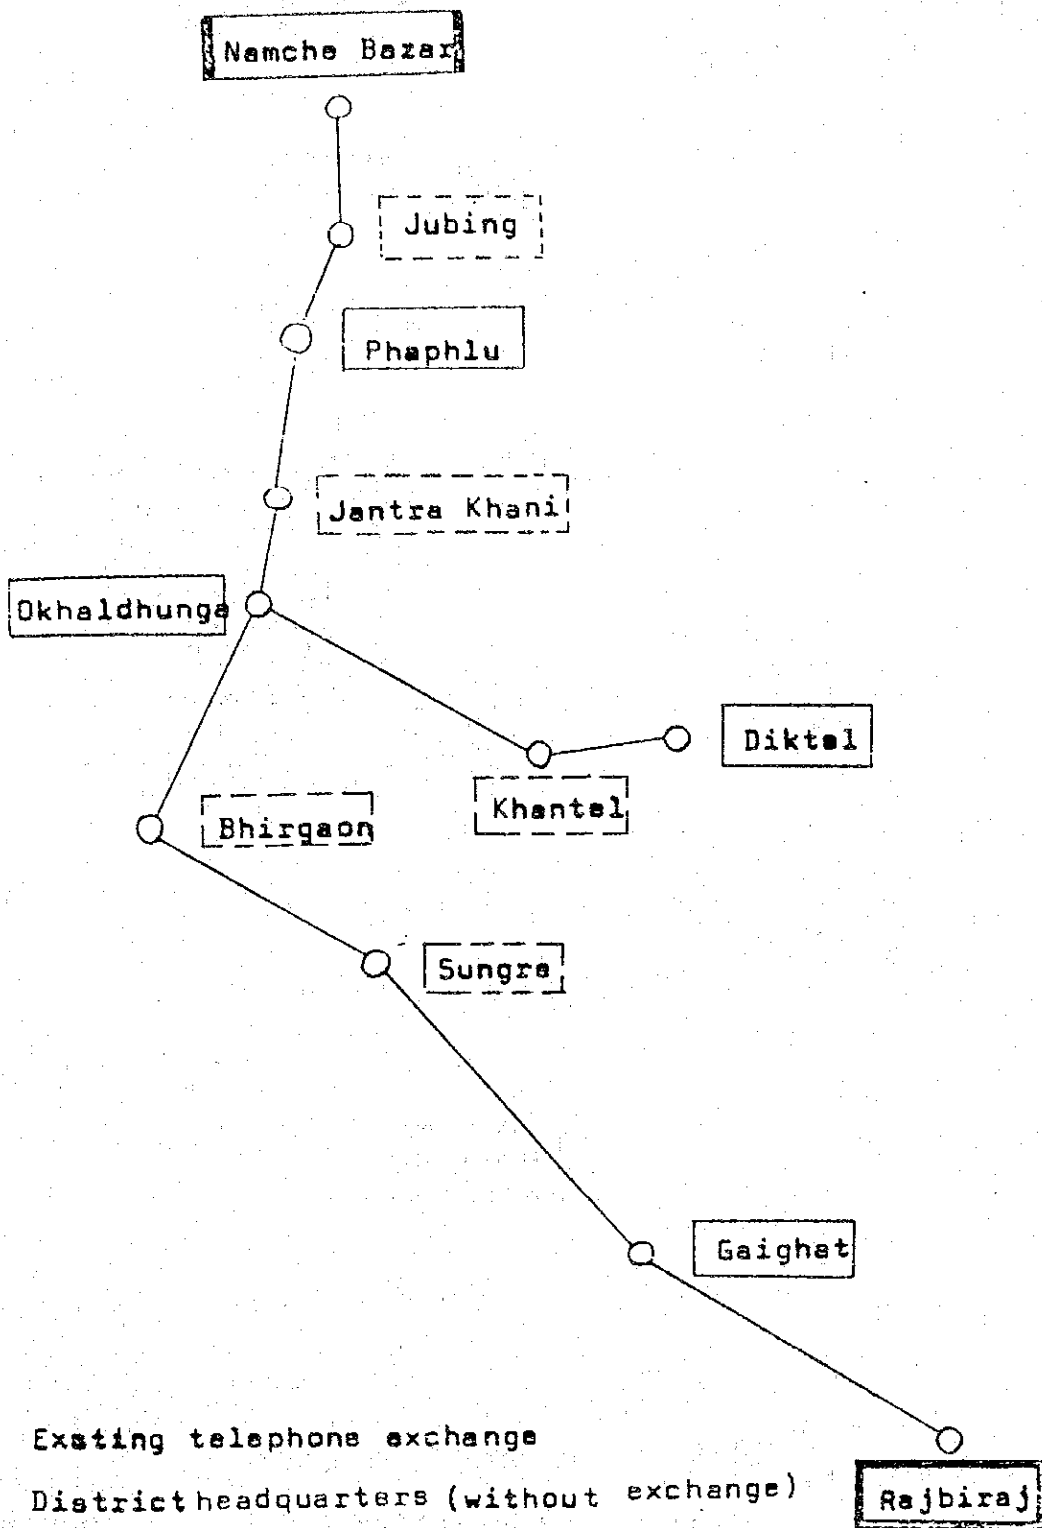 Namche Bazar
Jubing
Phaphlu
Jantra Khani
Okhaldhunga
Diktel
Khantel
Bhirgaon
Sungre
Gaighat
Exsting telephone exchange
District headquarters (without exchange)
Rajbiraj